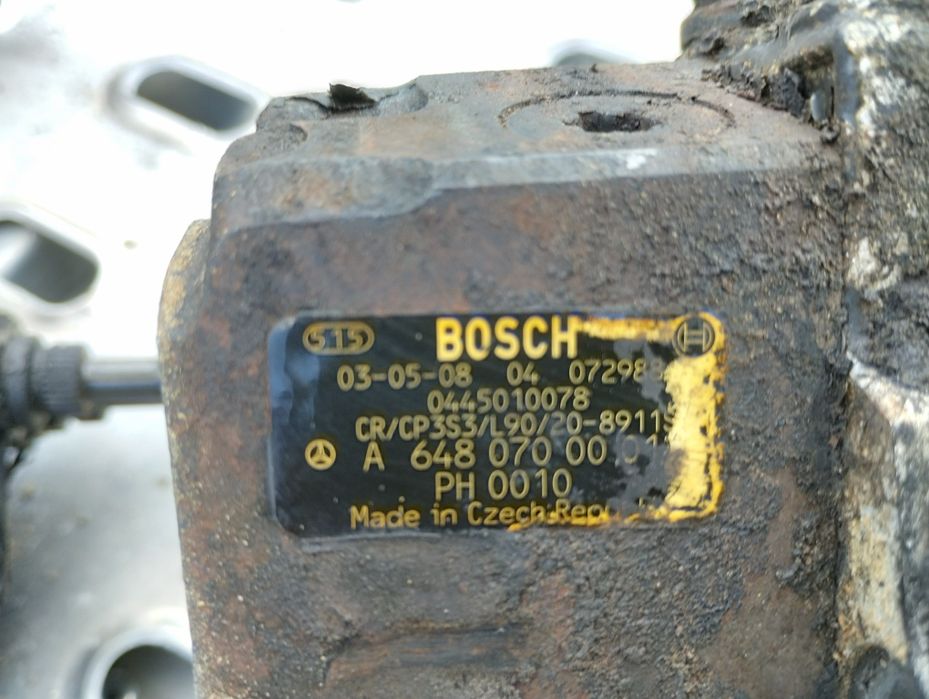 515 BOSCH
03-05-08 04 07298
0445010078
CR/CP3S3/L90/20-8911S
A 648 070 00
PH 0010
Made in Czech